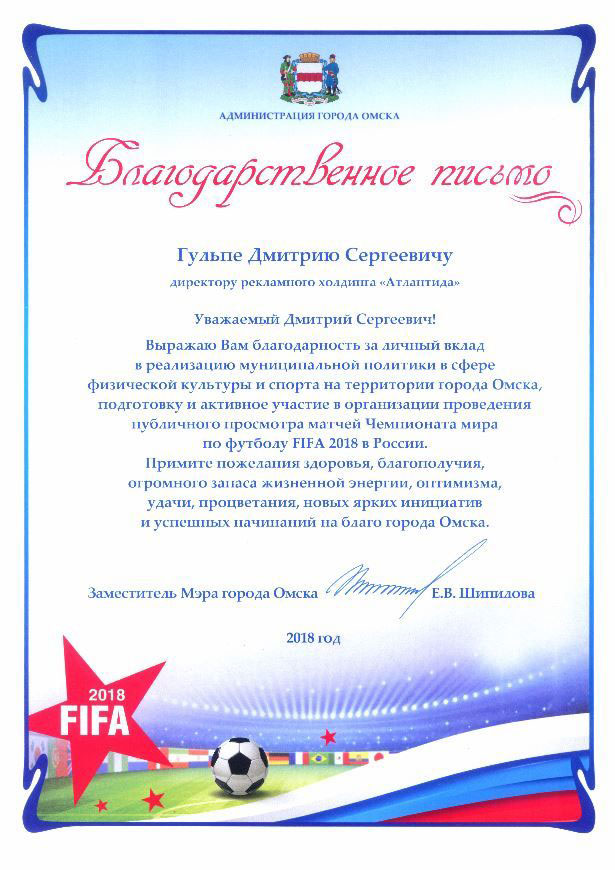 АДМИНИСТРАЦИЯ ГОРОДА ОМСКА
Благодарственное письмо
Гульпе Дмитрию Сергеевичу
директору рекламного холдинга «Атлантида»
Уважаемый Дмитрий Сергеевич!
Выражаю Вам благодарность за личный вклад
в реализацию муниципальной политики в сфере
физической культуры и спорта на территории города Омска,
подготовку и активное участие в организации проведения
публичного просмотра матчей Чемпионата мира
по футболу FIFA 2018 в России.
Примите пожелания здоровья, благополучия,
огромного запаса жизненной энергии, оптимизма,
удачи, процветания, новых ярких инициатив
и успешных начинаний на благо города Омска.
Заместитель Мэра города Омска Е.В. Шипилова
2018 год
2018
FIFA